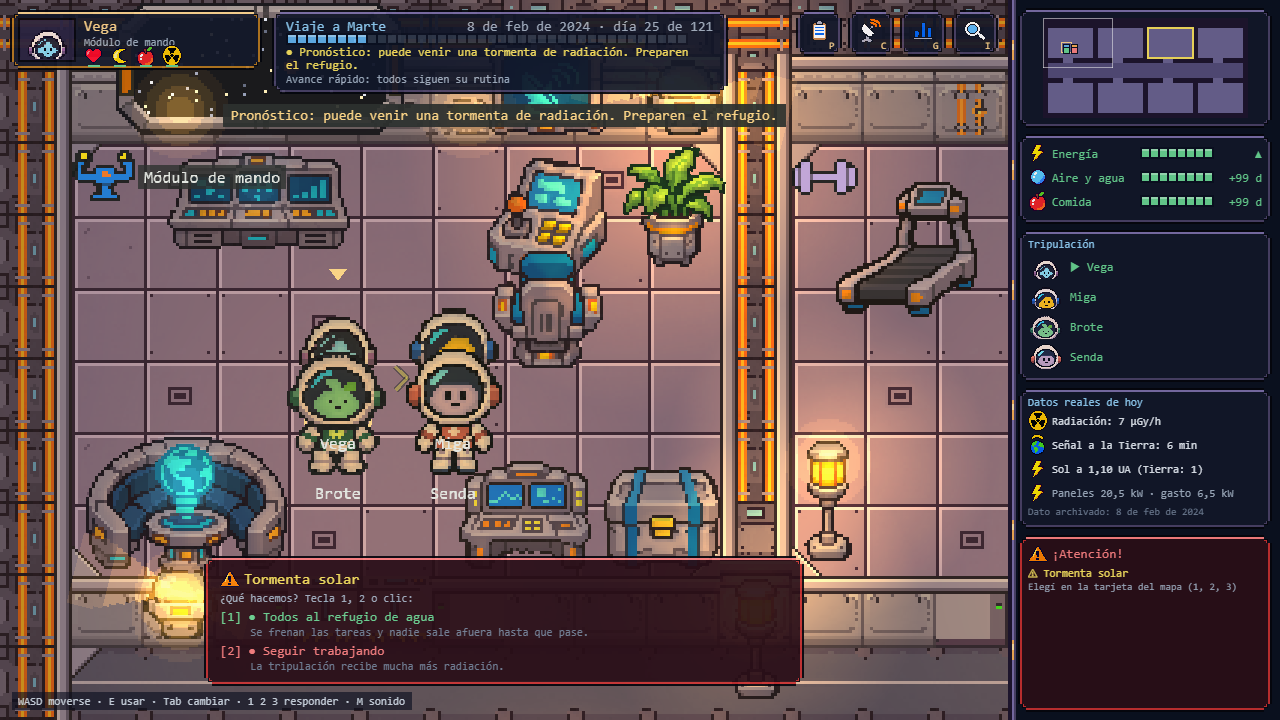 Vega
Módulo de mando
Viaje a Marte
8 de feb de 2024 · día 25 de 121
● Pronóstico: puede venir una tormenta de radiación. Preparen
el refugio.
Avance rápido: todos siguen su rutina
P
C
G
I
Pronóstico: puede venir una tormenta de radiación. Preparen el refugio.
Módulo de mando
Vega
Miga
Brote
Senda
⚠ Tormenta solar
¿Qué hacemos? Tecla 1, 2 o clic:
[1] ● Todos al refugio de agua
Se frenan las tareas y nadie sale afuera hasta que pase.
[2] ● Seguir trabajando
La tripulación recibe mucha más radiación.
WASD moverse · E usar · Tab cambiar · 1 2 3 responder · M sonido
Energía ▲
Aire y agua +99 d
Comida +99 d
Tripulación
▶ Vega
Miga
Brote
Senda
Datos reales de hoy
Radiación: 7 µGy/h
Señal a la Tierra: 6 min
Sol a 1,10 UA (Tierra: 1)
Paneles 20,5 kW · gasto 6,5 kW
Dato archivado: 8 de feb de 2024
¡Atención!
⚠ Tormenta solar
Elegí en la tarjeta del mapa (1, 2, 3)